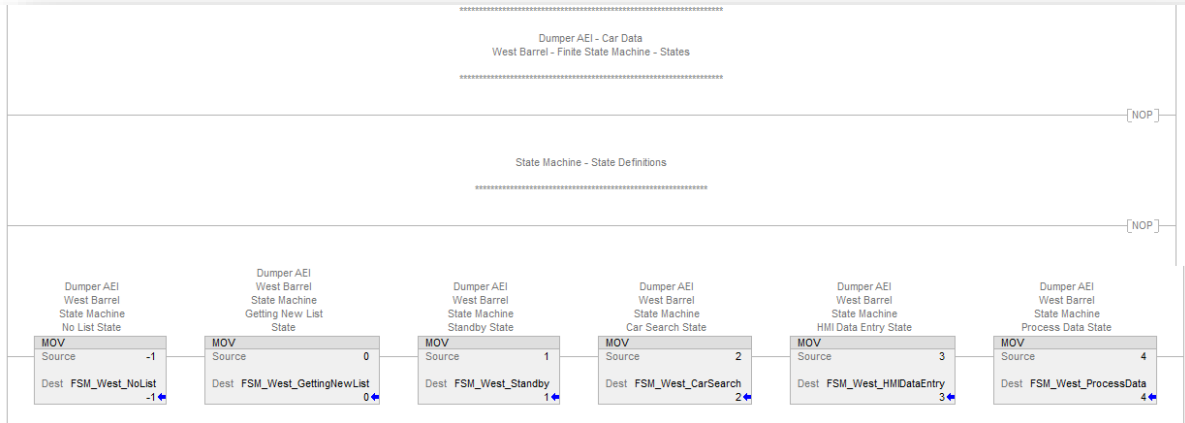 ********************************************************************
Dumper AEI - Car Data
West Barrel - Finite State Machine - States
********************************************************************
[NOP]
State Machine - State Definitions
************************************************************
[NOP]
Dumper AEI
West Barrel
State Machine
No List State
MOV
Source -1
Dest FSM_West_NoList
-1
Dumper AEI
West Barrel
State Machine
Getting New List
State
MOV
Source 0
Dest FSM_West_GettingNewList
0
Dumper AEI
West Barrel
State Machine
Standby State
MOV
Source 1
Dest FSM_West_Standby
1
Dumper AEI
West Barrel
State Machine
Car Search State
MOV
Source 2
Dest FSM_West_CarSearch
2
Dumper AEI
West Barrel
State Machine
HMI Data Entry State
MOV
Source 3
Dest FSM_West_HMIDataEntry
3
Dumper AEI
West Barrel
State Machine
Process Data State
MOV
Source 4
Dest FSM_West_ProcessData
4